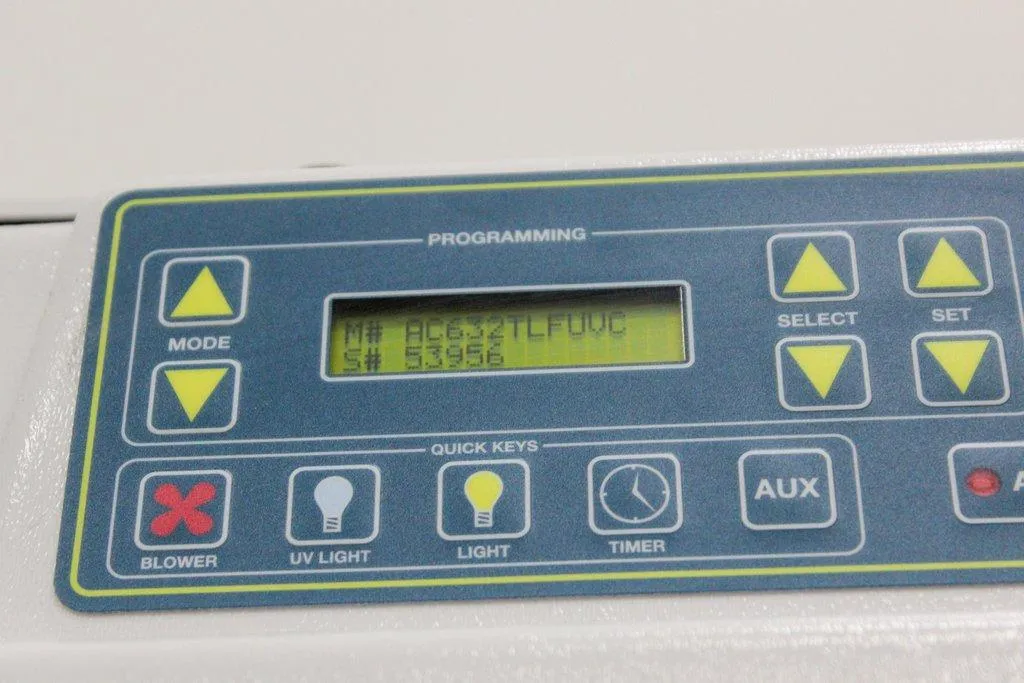 PROGRAMMING
MODE
M# AC632TLFUVC
S# 53956
SELECT
SET
QUICK KEYS
BLOWER
UV LIGHT
LIGHT
TIMER
AUX
A